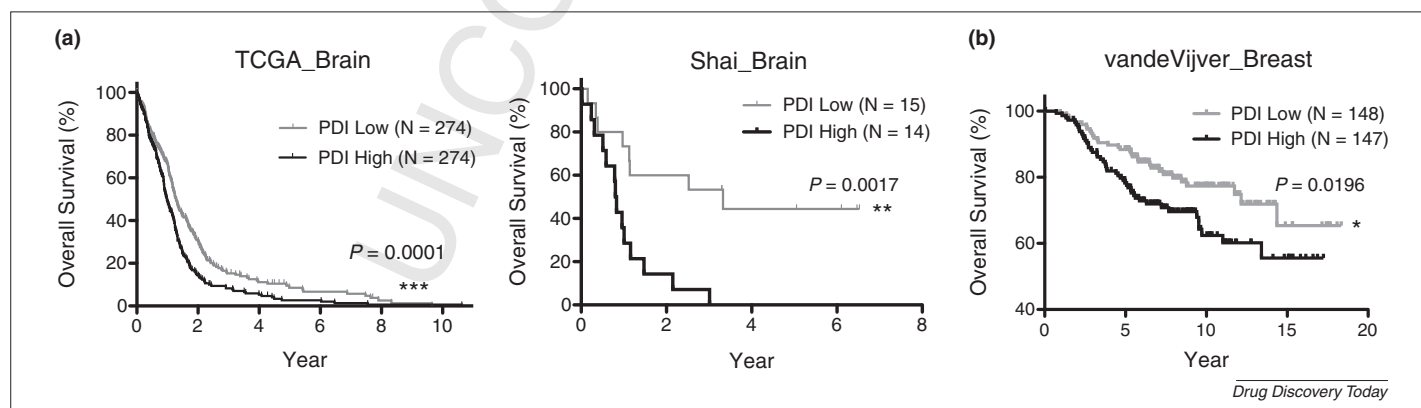 (a)
TCGA_Brain
Overall Survival (%)
100
80
60
40
20
0
PDI Low (N = 274)
PDI High (N = 274)
P = 0.0001
***
0 2 4 6 8 10
Year
Shai_Brain
Overall Survival (%)
100
80
60
40
20
0
PDI Low (N = 15)
PDI High (N = 14)
P = 0.0017
**
0 2 4 6 8
Year
(b)
vandeVijver_Breast
Overall Survival (%)
100
80
60
40
PDI Low (N = 148)
PDI High (N = 147)
P = 0.0196
*
0 5 10 15 20
Year
Drug Discovery Today
UNCO